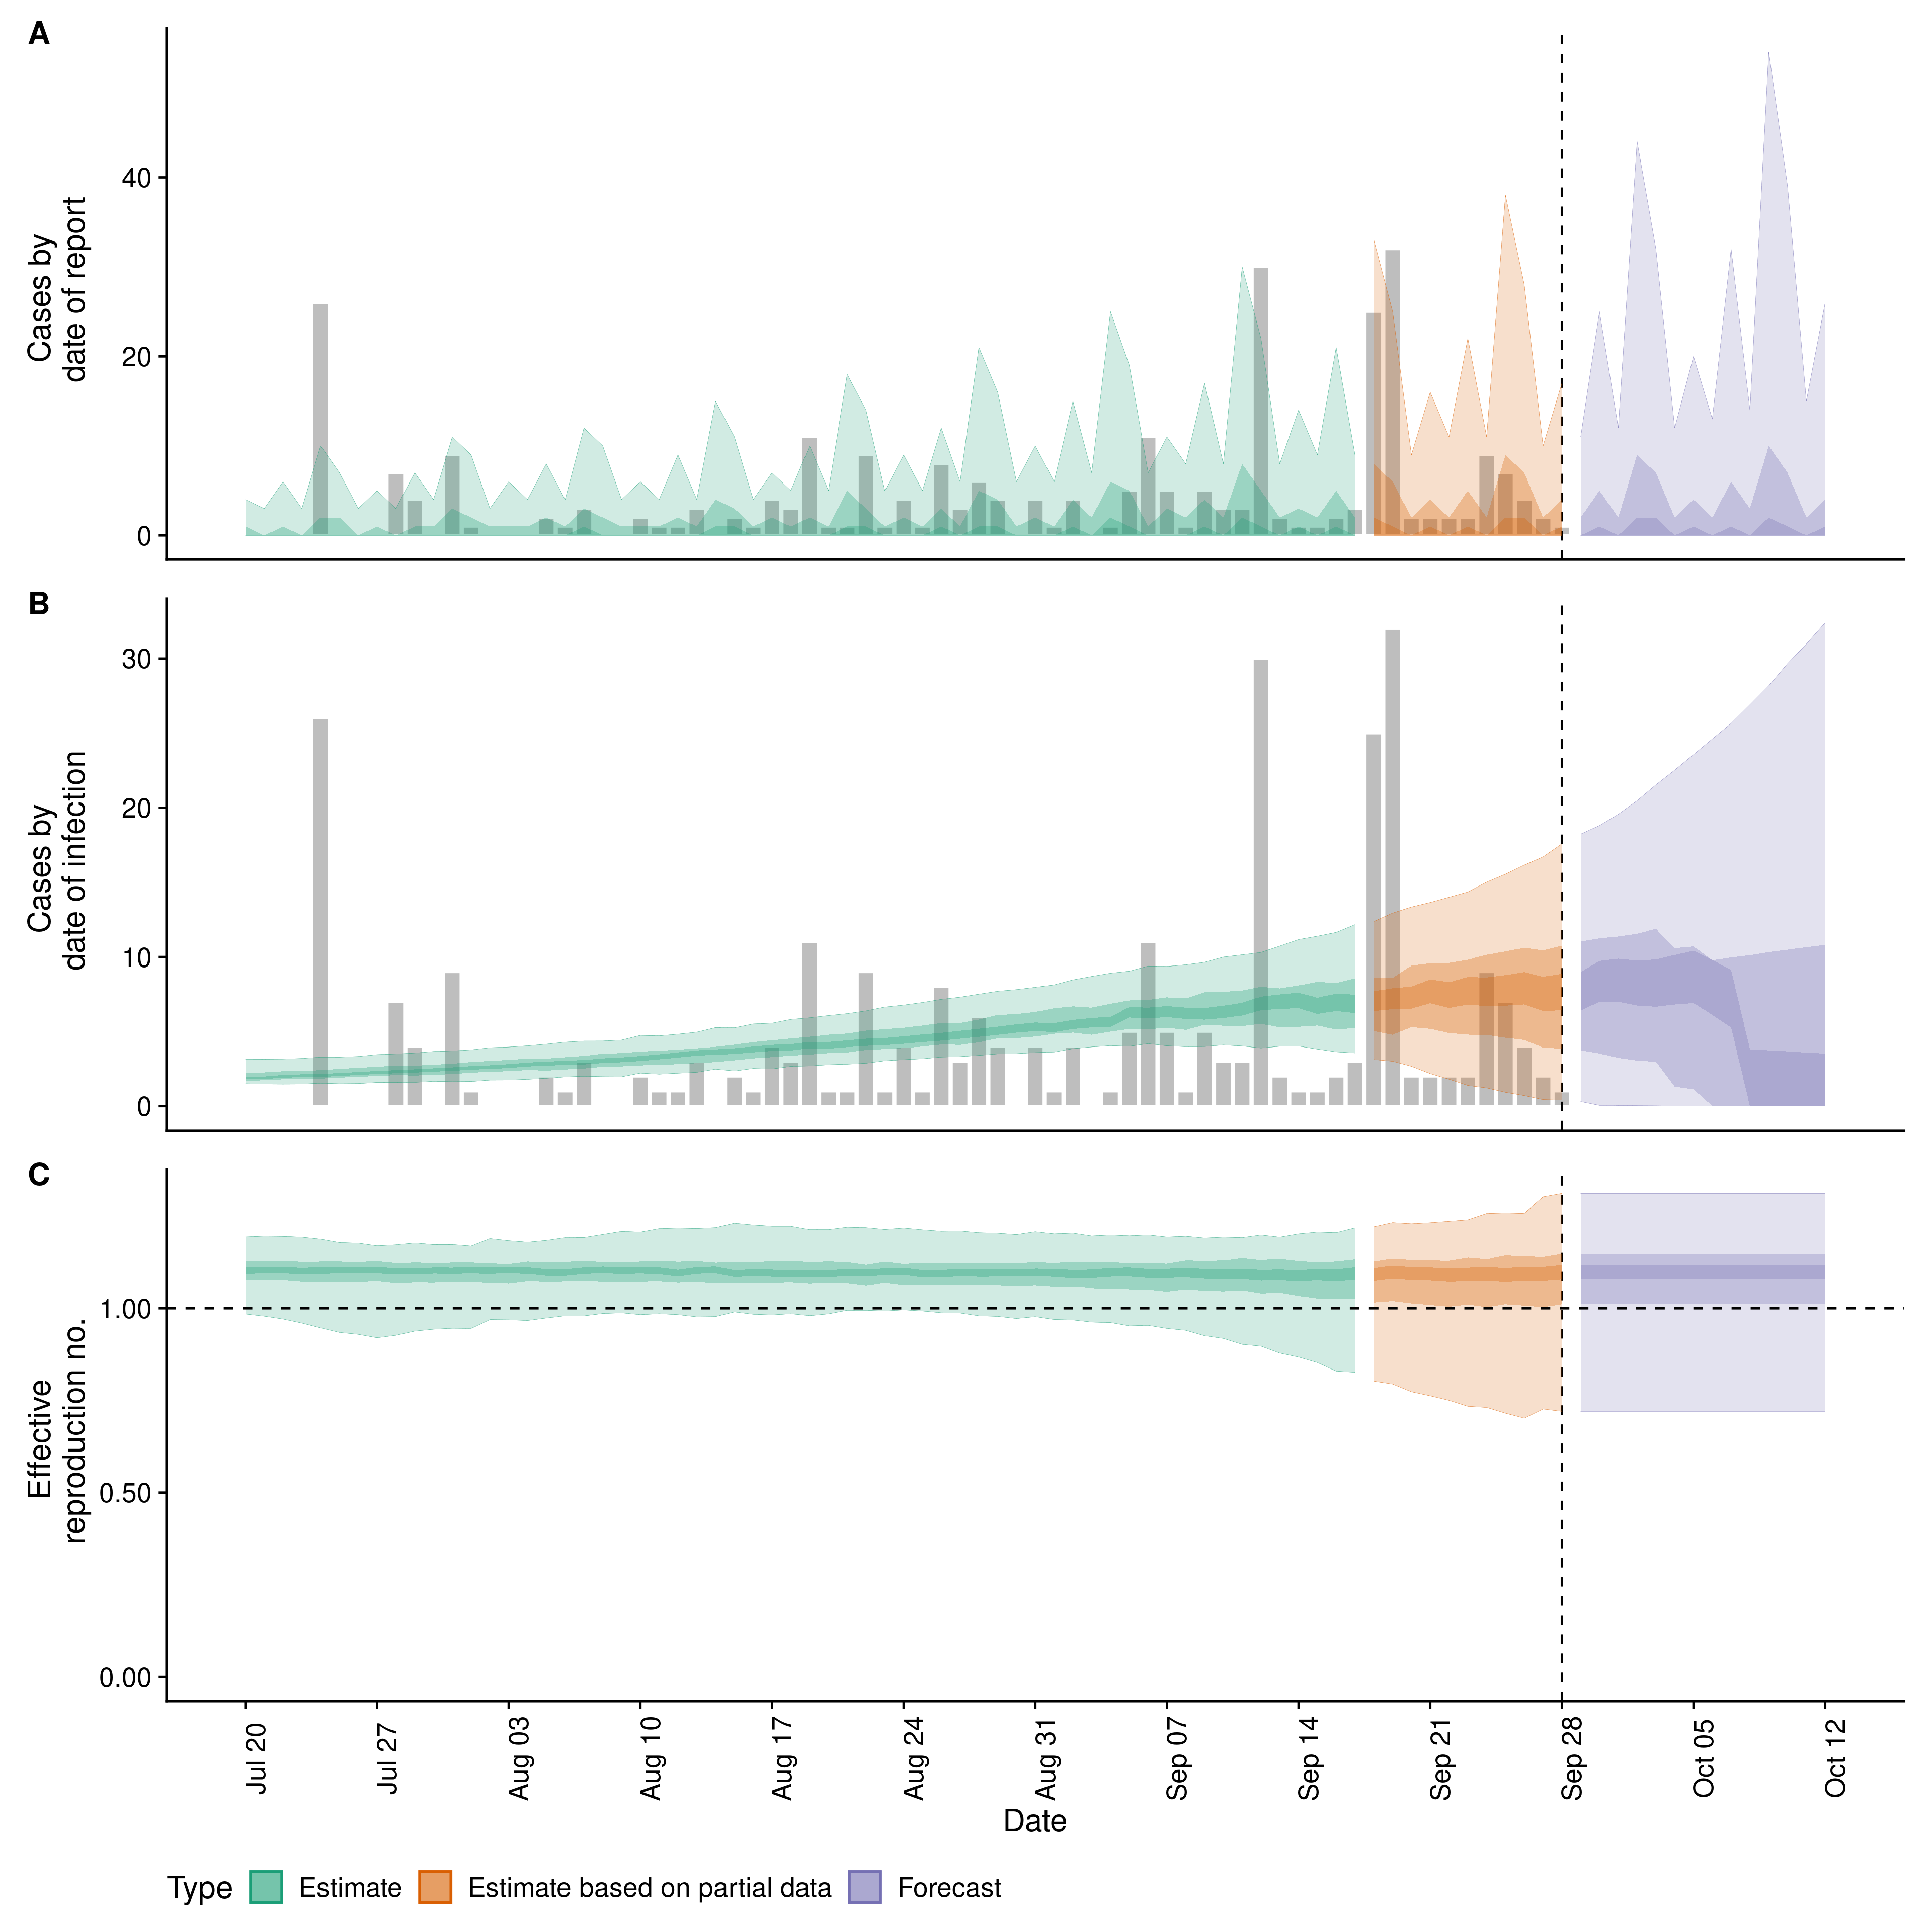 A
Cases by
date of report
40
20
0
B
Cases by
date of infection
30
20
10
0
C
Effective
reproduction no.
1.00
0.50
0.00
Jul 20
Jul 27
Aug 03
Aug 10
Aug 17
Aug 24
Aug 31
Sep 07
Sep 14
Sep 21
Sep 28
Oct 05
Oct 12
Date
Type Estimate Estimate based on partial data Forecast